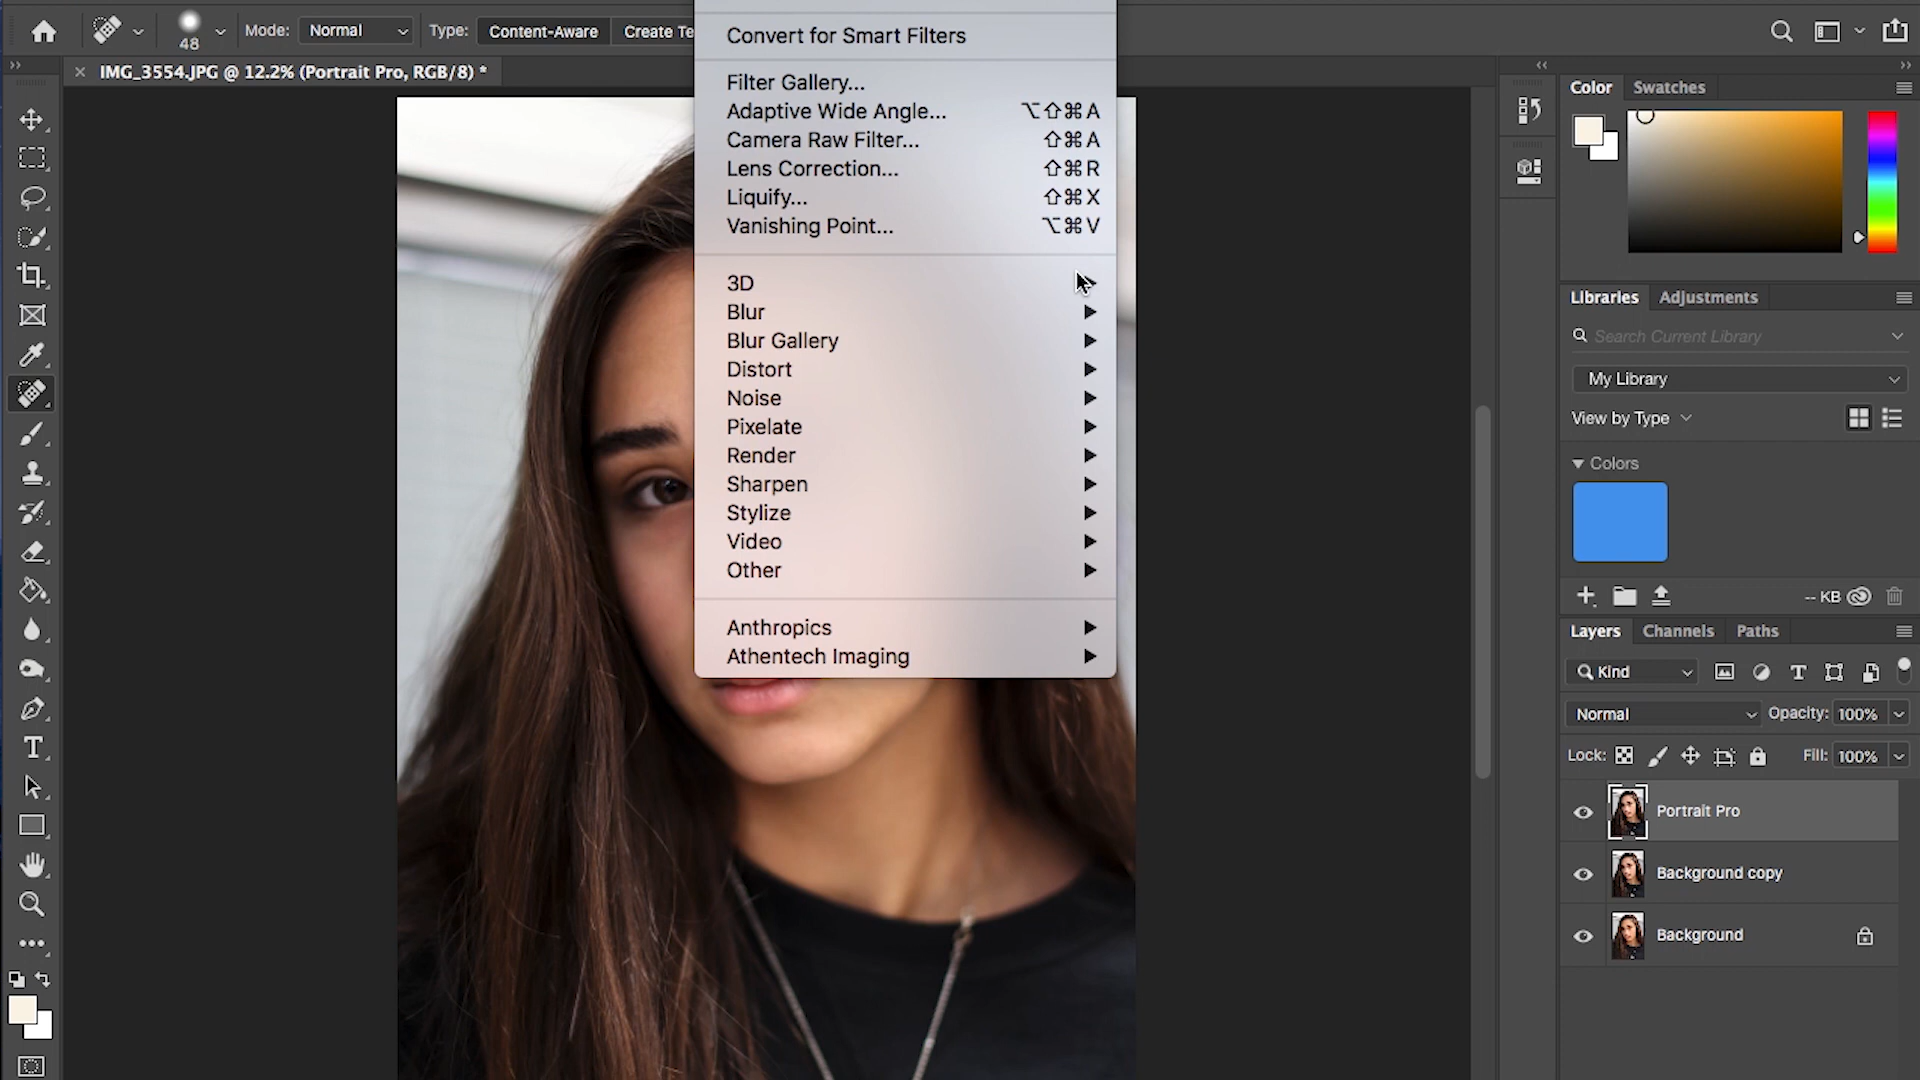 48
Mode:
Normal
Type:
Content-Aware
Create Te
IMG_3554.JPG @ 12.2% (Portrait Pro, RGB/8) *
Convert for Smart Filters
Filter Gallery...
Adaptive Wide Angle... ⌥⇧⌘A
Camera Raw Filter... ⇧⌘A
Lens Correction... ⇧⌘R
Liquify... ⇧⌘X
Vanishing Point... ⌥⌘V
3D
Blur
Blur Gallery
Distort
Noise
Pixelate
Render
Sharpen
Stylize
Video
Other
Anthropics
Athentech Imaging
Color
Swatches
Libraries
Adjustments
Search Current Library
My Library
View by Type
Colors
-- KB
Layers
Channels
Paths
Kind
Normal
Opacity: 100%
Lock:
Fill: 100%
Portrait Pro
Background copy
Background